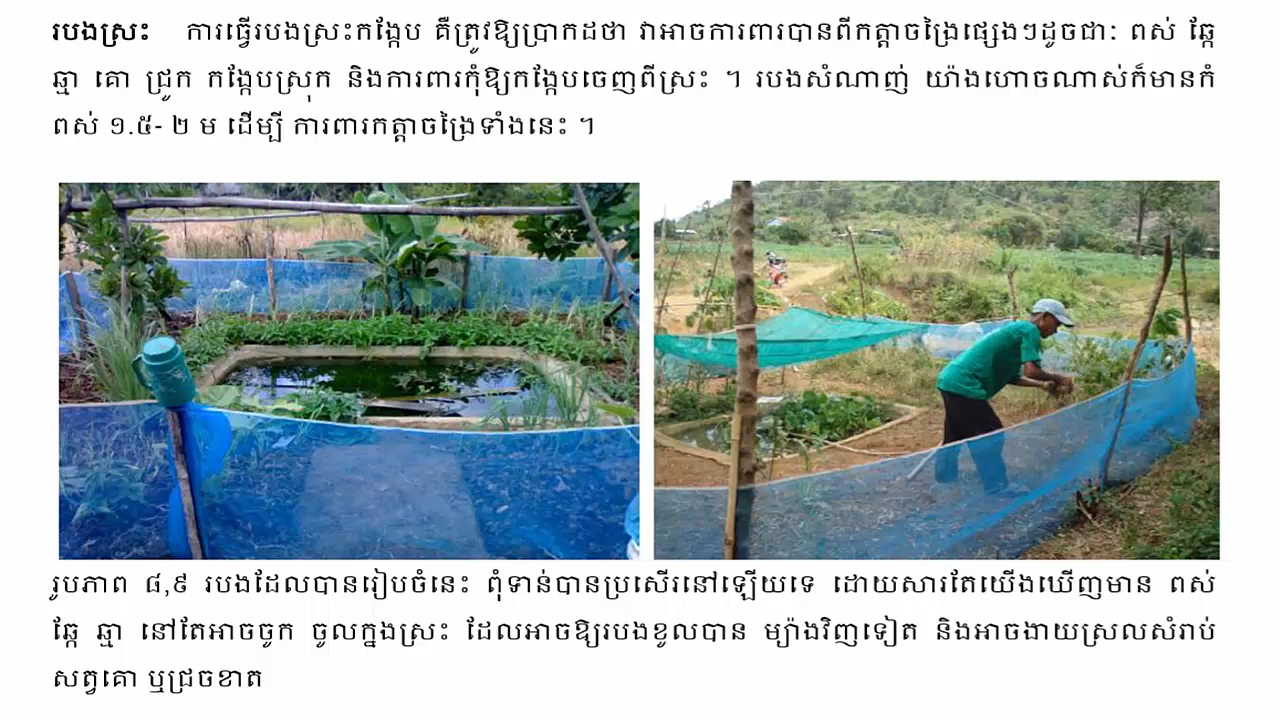 របងស្រះ ការធ្វើរបងស្រះកង្កែប គឺត្រូវឱ្យប្រាកដថា វាអាចការពារបានពីកត្តាចង្រៃផ្សេងៗដូចជា: ពស់ ឆ្កែ
ឆ្មា គោ ជ្រូក កង្កែបស្រុក និងការពារកុំឱ្យកង្កែបចេញពីស្រះ ។ របងសំណាញ់ យ៉ាងហោចណាស់ក៏មានកំ
ពស់ ១.៥- ២ ម ដើម្បី ការពារកត្តាចង្រៃទាំងនេះ ។
រូបភាព ៨,៩ របងដែលបានរៀបចំនេះ ពុំទាន់បានប្រសើរនៅឡើយទេ ដោយសារតែយើងឃើញមាន ពស់
ឆ្កែ ឆ្មា នៅតែអាចចូក ចូលក្នុងស្រះ ដែលអាចឱ្យរបងខូលបាន ម្យ៉ាងវិញទៀត និងអាចងាយស្រលសំរាប់
សត្វគោ ឬជ្រូចខាត